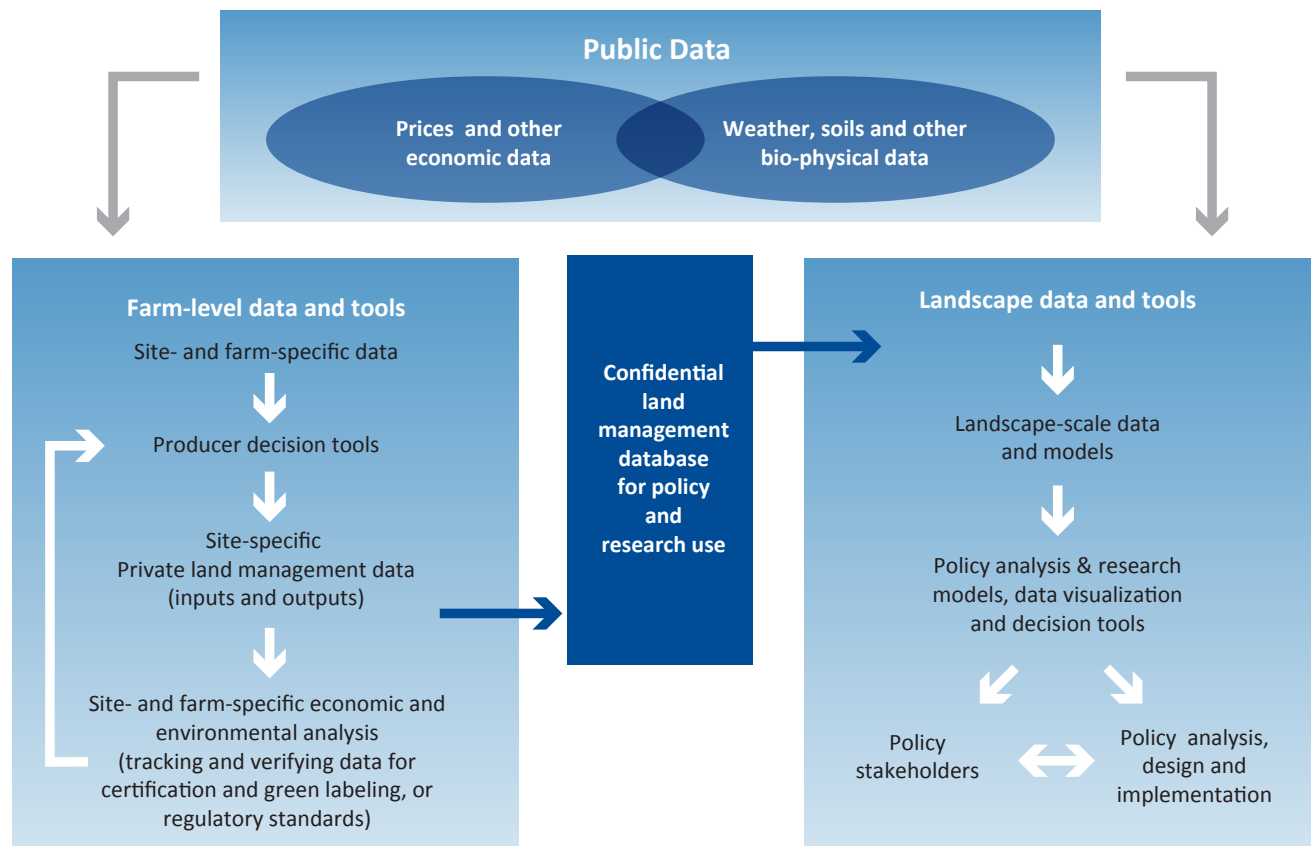 Public Data
Prices and other
economic data
Weather, soils and other
bio-physical data
Farm-level data and tools
Site- and farm-specific data
Producer decision tools
Site-specific
Private land management data
(inputs and outputs)
Site- and farm-specific economic and
environmental analysis
(tracking and verifying data for
certification and green labeling, or
regulatory standards)
Confidential
land
management
database
for policy
and
research use
Landscape data and tools
Landscape-scale data
and models
Policy analysis & research
models, data visualization
and decision tools
Policy
stakeholders
Policy analysis,
design and
implementation